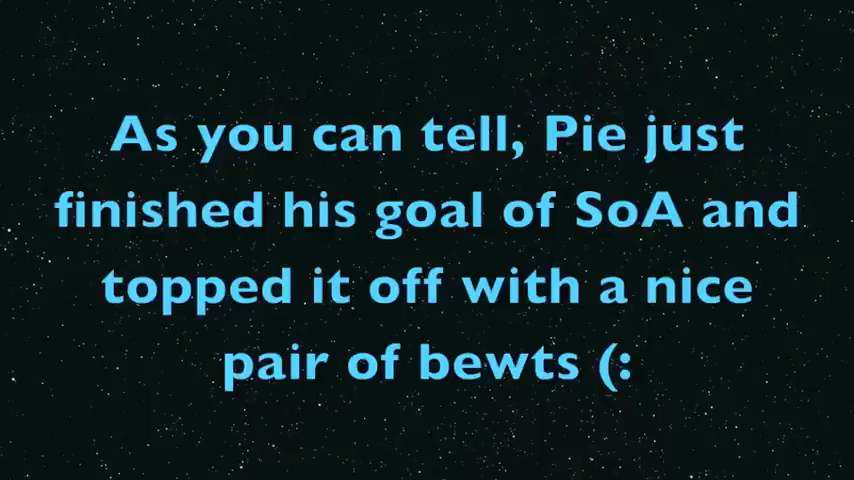 As you can tell, Pie just
finished his goal of SoA and
topped it off with a nice
pair of bewts (: